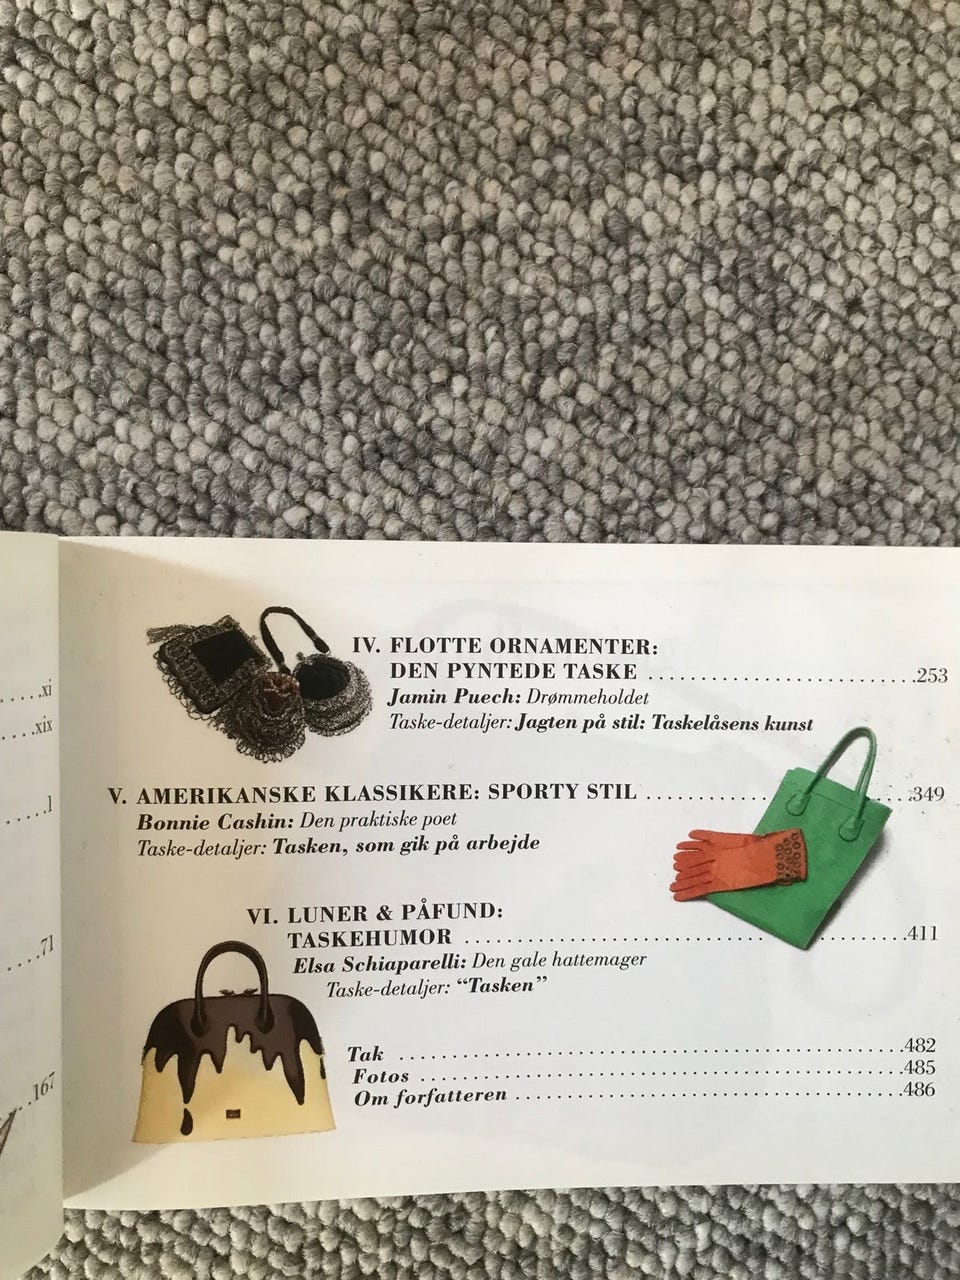 .....xi
....xix
.....1
.....71
..167
IV. FLOTTE ORNAMENTER:
DEN PYNTEDE TASKE ..........................253
Jamin Puech: Drømmeholdet
Taske-detaljer: Jagten på stil: Taskelåsens kunst
V. AMERIKANSKE KLASSIKERE: SPORTY STIL ..................349
Bonnie Cashin: Den praktiske poet
Taske-detaljer: Tasken, som gik på arbejde
VI. LUNER & PÅFUND:
TASKEHUMOR ..........................................411
Elsa Schiaparelli: Den gale hattemager
Taske-detaljer: “Tasken”
Tak ..................................................482
Fotos ................................................485
Om forfatteren .......................................486